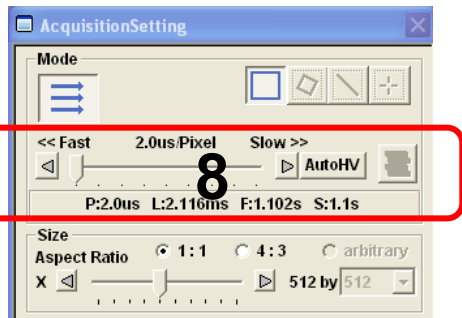 AcquisitionSetting
Mode
<< Fast 2.0us/Pixel Slow >>
8
AutoHV
P:2.0us L:2.116ms F:1.102s S:1.1s
Size
Aspect Ratio 1:1 4:3 arbitrary
X 512 by 512